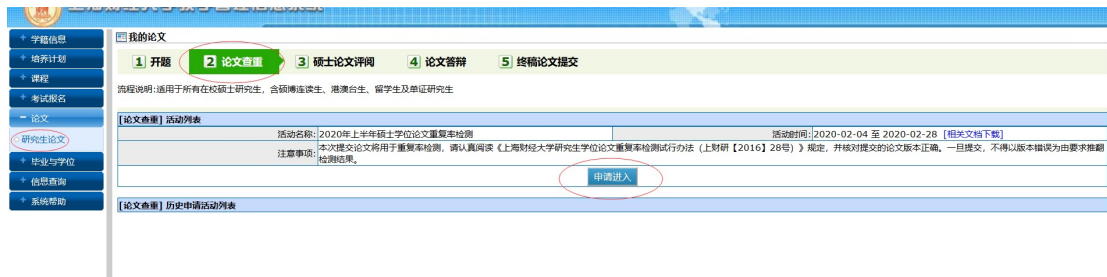 学籍信息
培养计划
课程
考试报名
论文
研究生论文
毕业与学位
信息查询
系统帮助
我的论文
1 开题 2 论文查重 3 硕士论文评阅 4 论文答辩 5 终稿论文提交
流程说明:适用于所有在校硕士研究生，含硕博连读生、港澳台生、留学生及单证研究生
[论文查重] 活动列表
活动名称: 2020年上半年硕士学位论文重复率检测 活动时间: 2020-02-04 至 2020-02-28 [相关文档下载]
注意事项: 本次提交论文将用于重复率检测，请认真阅读《上海财经大学研究生学位论文重复率检测试行办法（上财研【2016】28号）》规定，并核对提交的论文版本正确。一旦提交，不得以版本错误为由要求推翻
检测结果。
申请进入
[论文查重] 历史申请活动列表